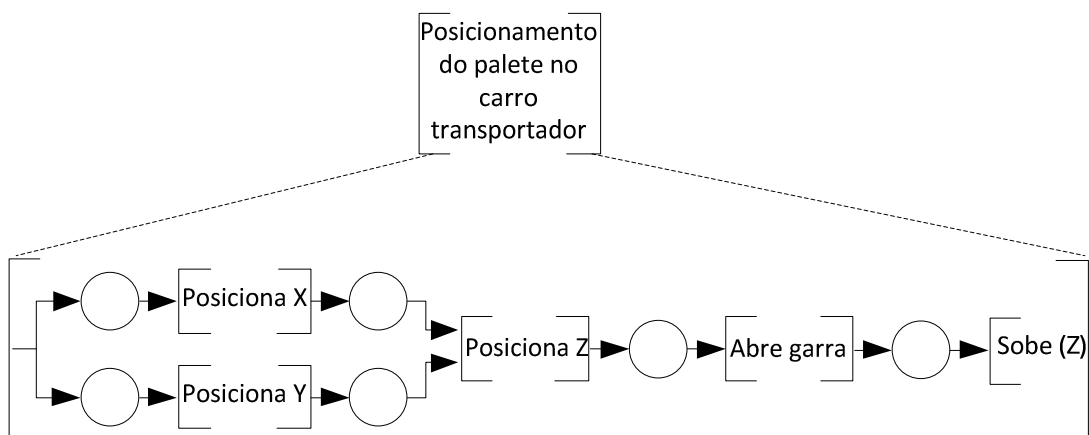 Posicionamento
do palete no
carro
transportador
Posiciona X
Posiciona Y
Posiciona Z
Abre garra
Sobe (Z)